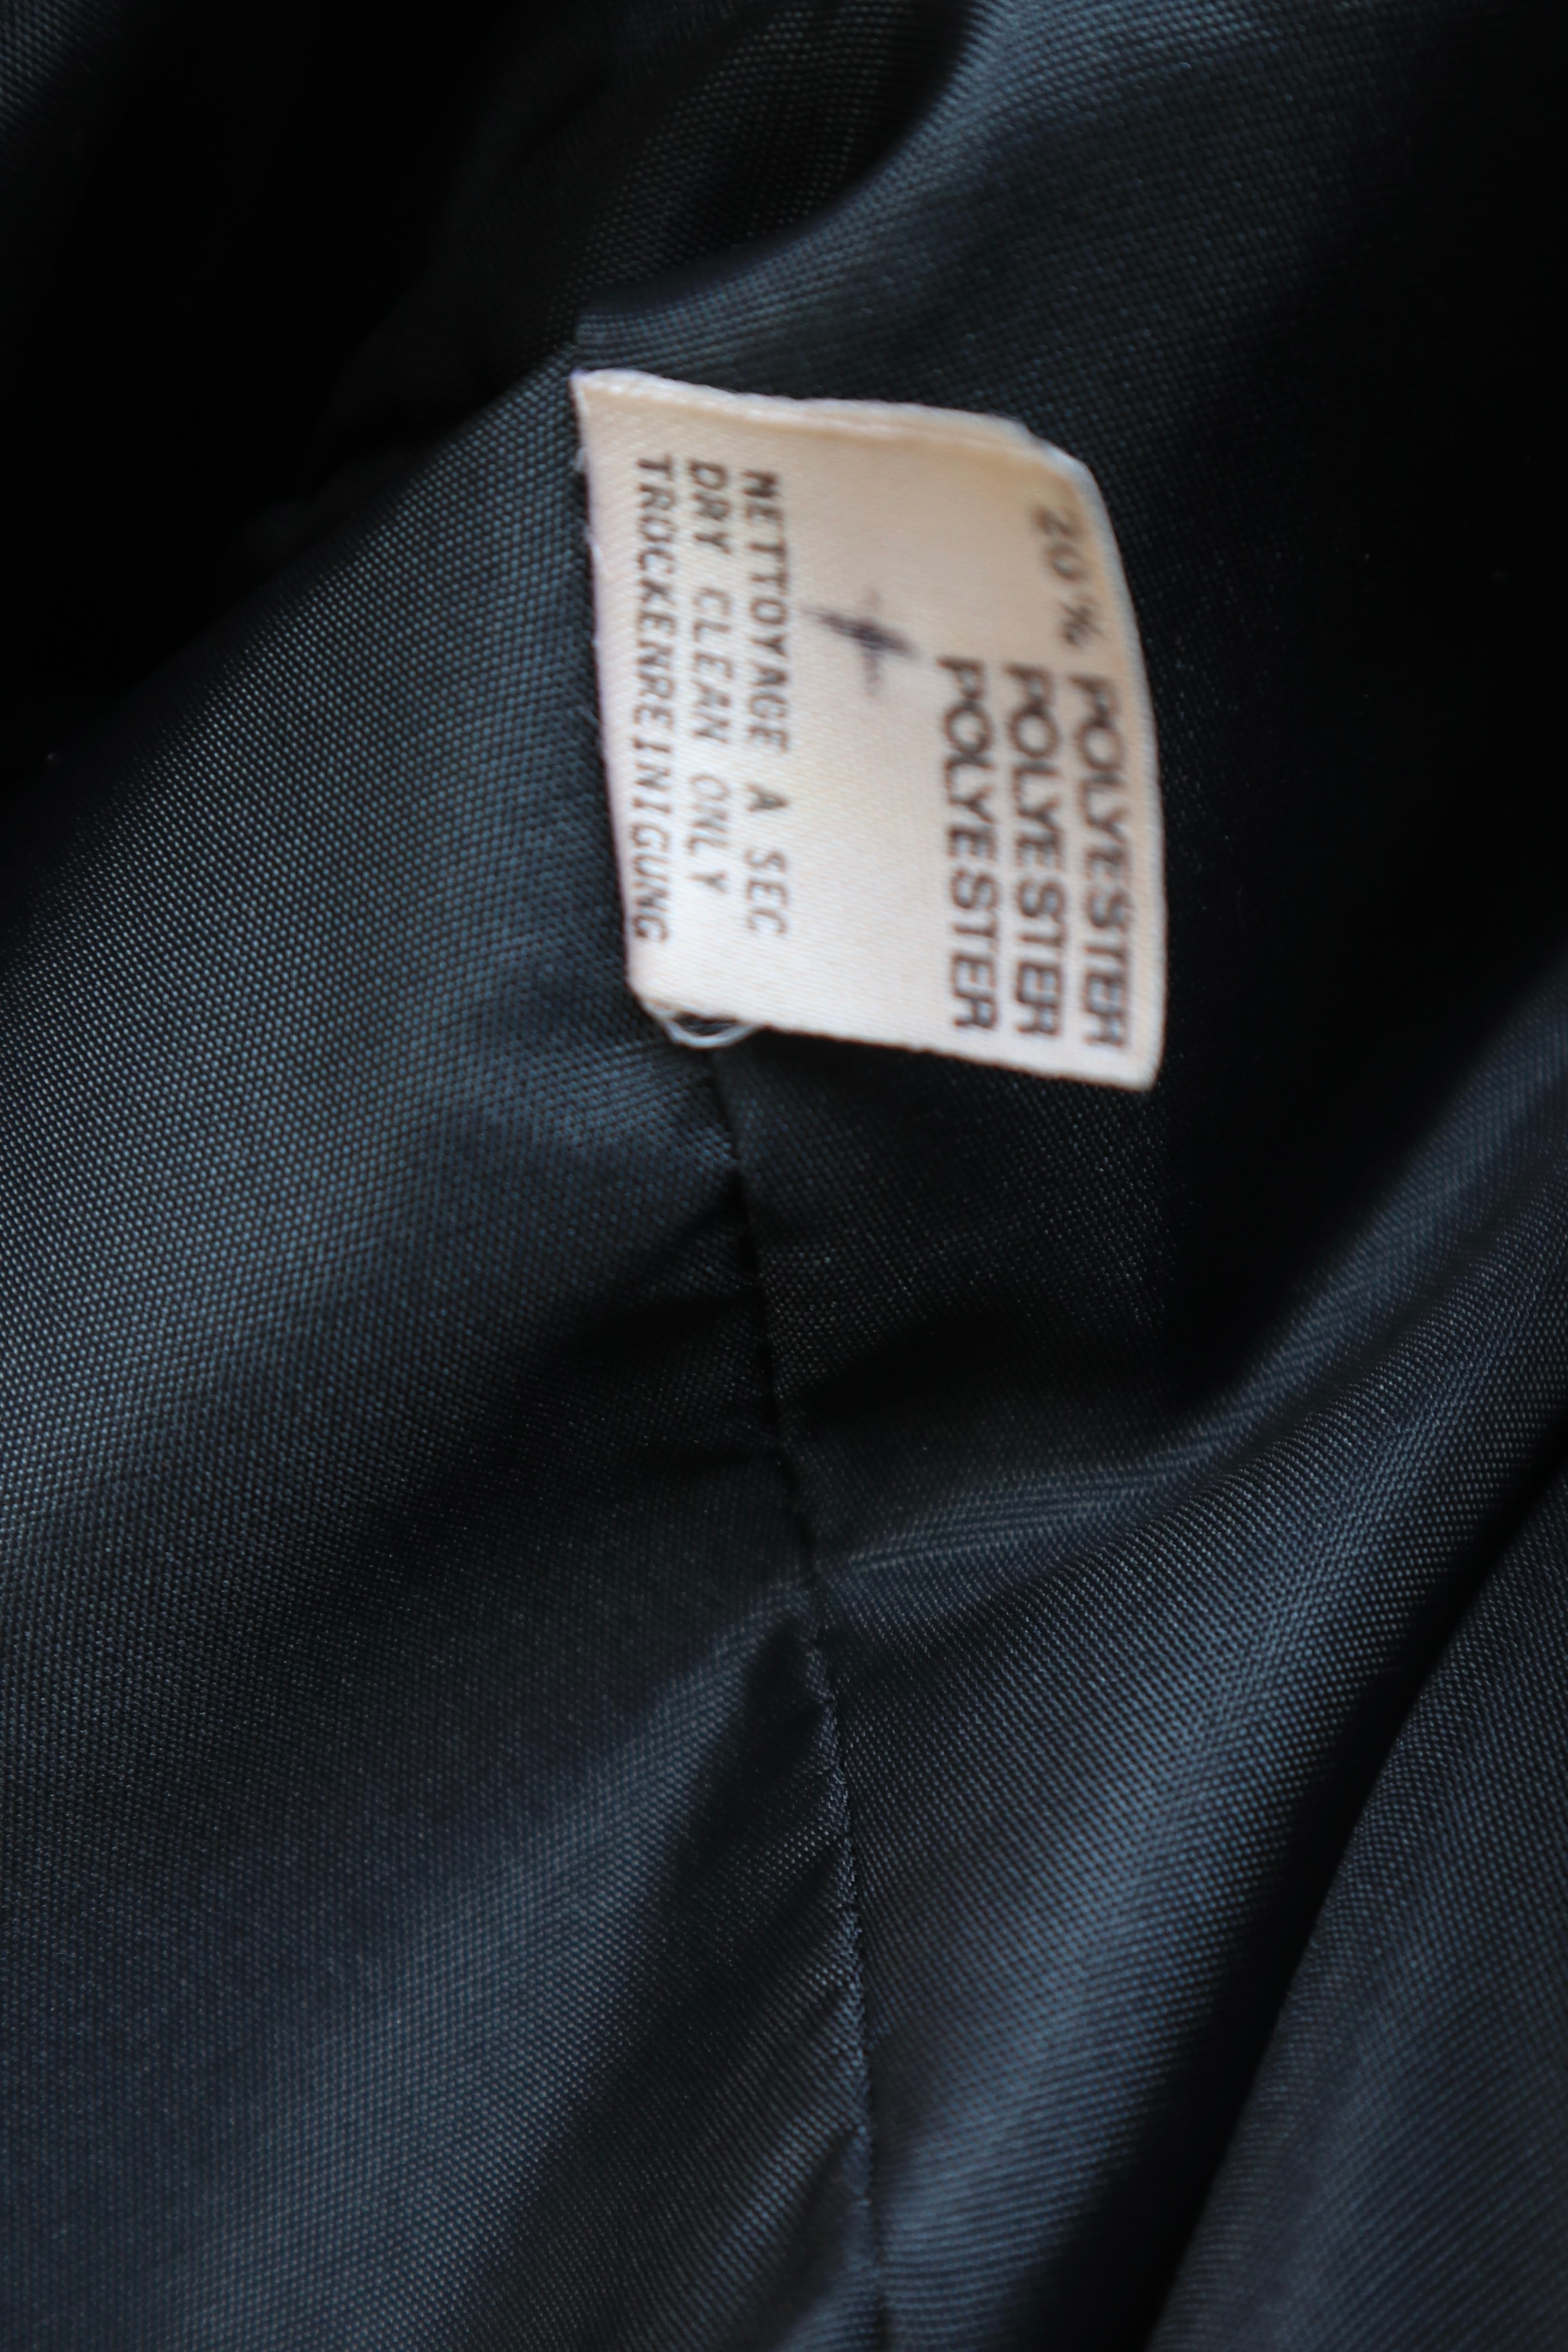 20% POLYESTER
POLYESTER
POLYESTER
NETTOYAGE A SEC
DRY CLEAN ONLY
TROCKENREINIGUNG